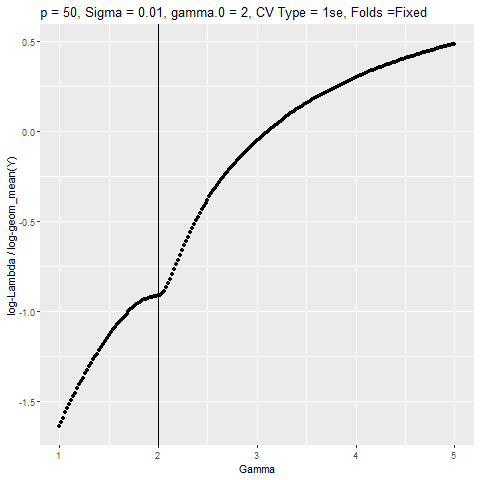 p = 50, Sigma = 0.01, gamma.0 = 2, CV Type = 1se, Folds =Fixed
log-Lambda / log-geom_mean(Y)
0.5
0.0
-0.5
-1.0
-1.5
1 2 3 4 5
Gamma